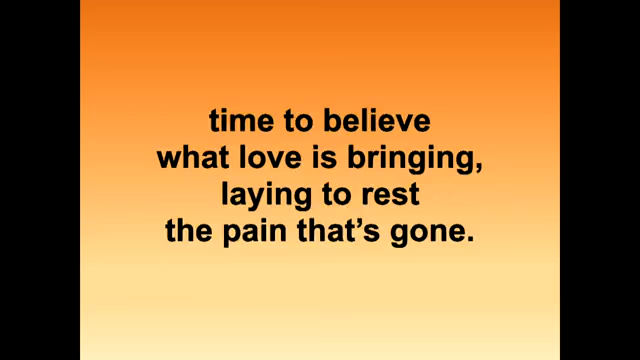 time to believe
what love is bringing,
laying to rest
the pain that’s gone.